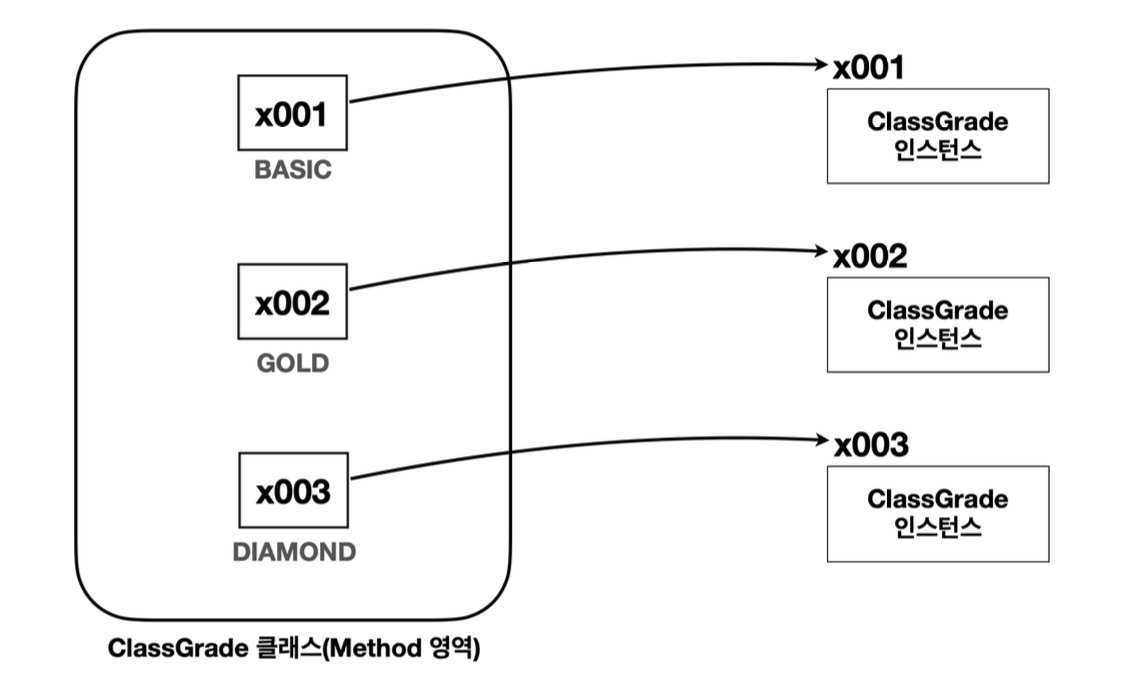 x001
BASIC
x001
ClassGrade
인스턴스
x002
GOLD
x002
ClassGrade
인스턴스
x003
DIAMOND
x003
ClassGrade
인스턴스
ClassGrade 클래스(Method 영역)